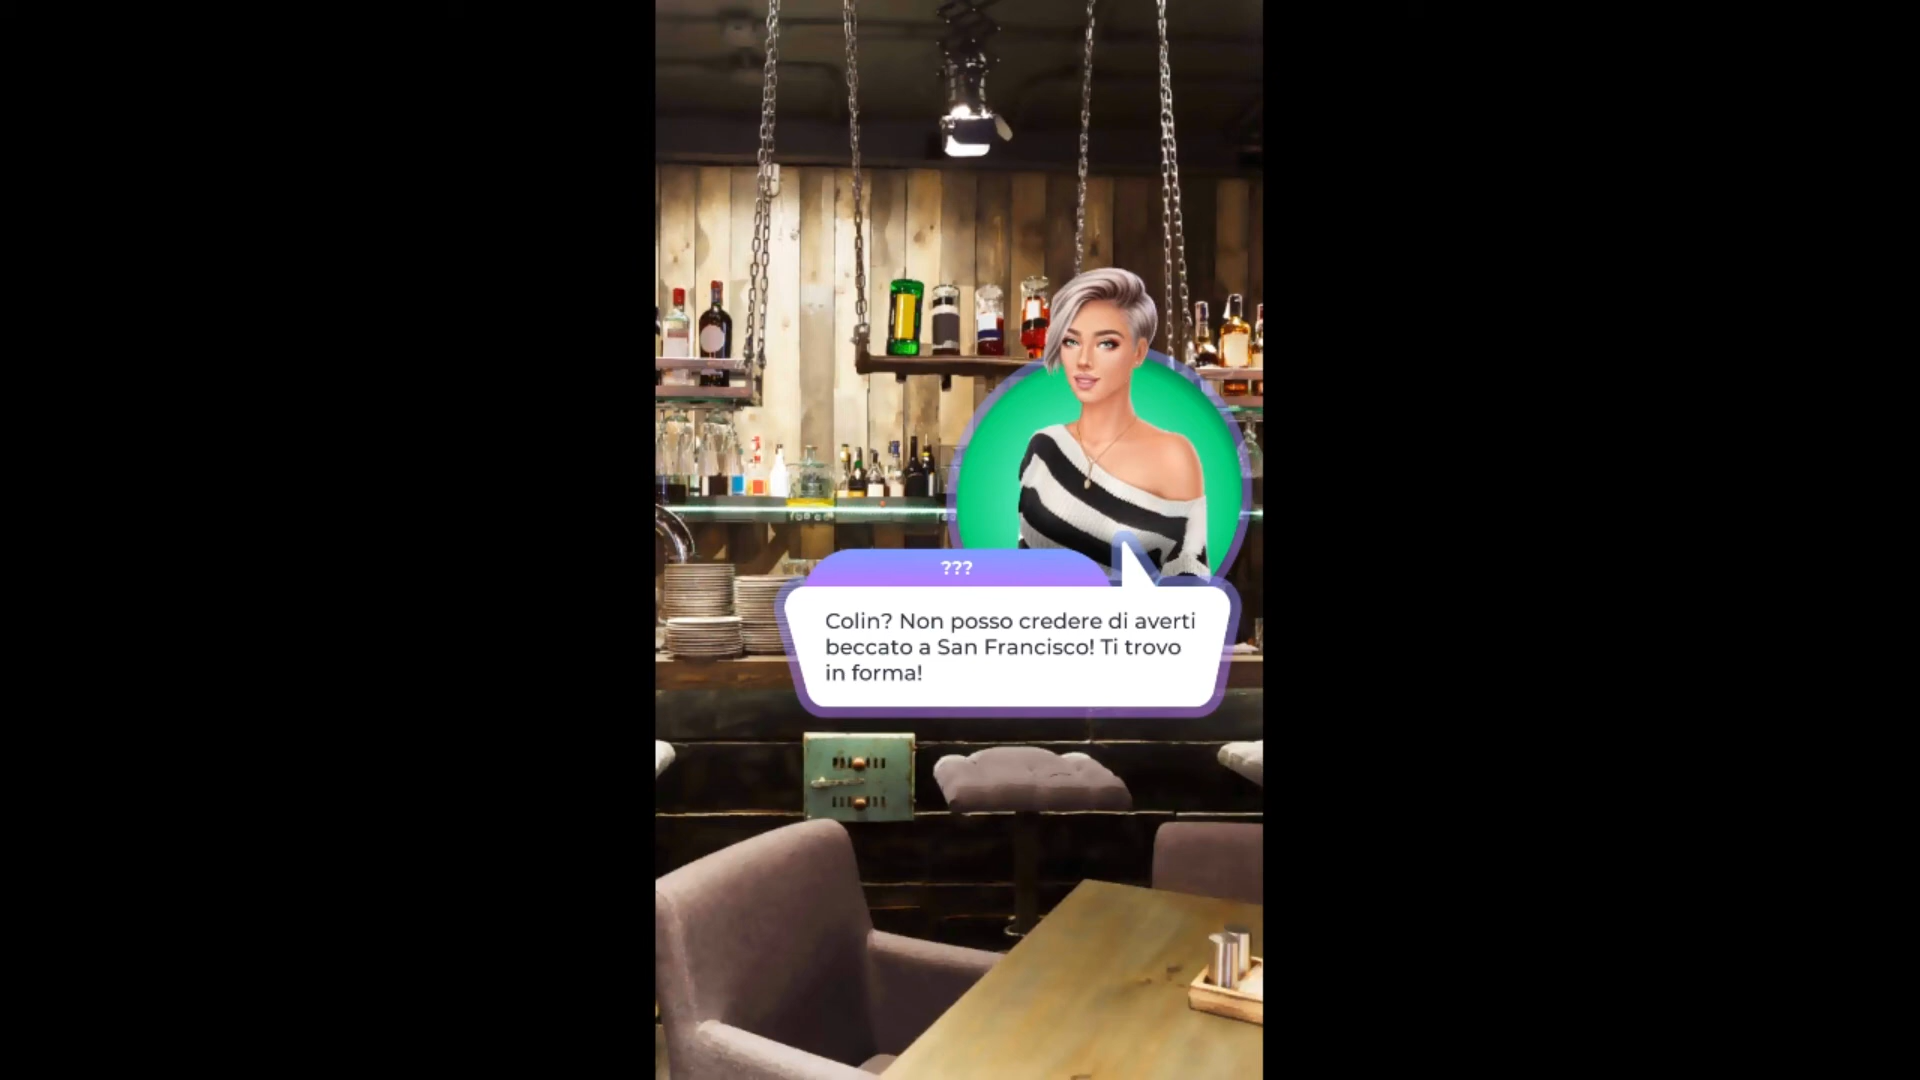 ???
Colin? Non posso credere di averti
beccato a San Francisco! Ti trovo
in forma!